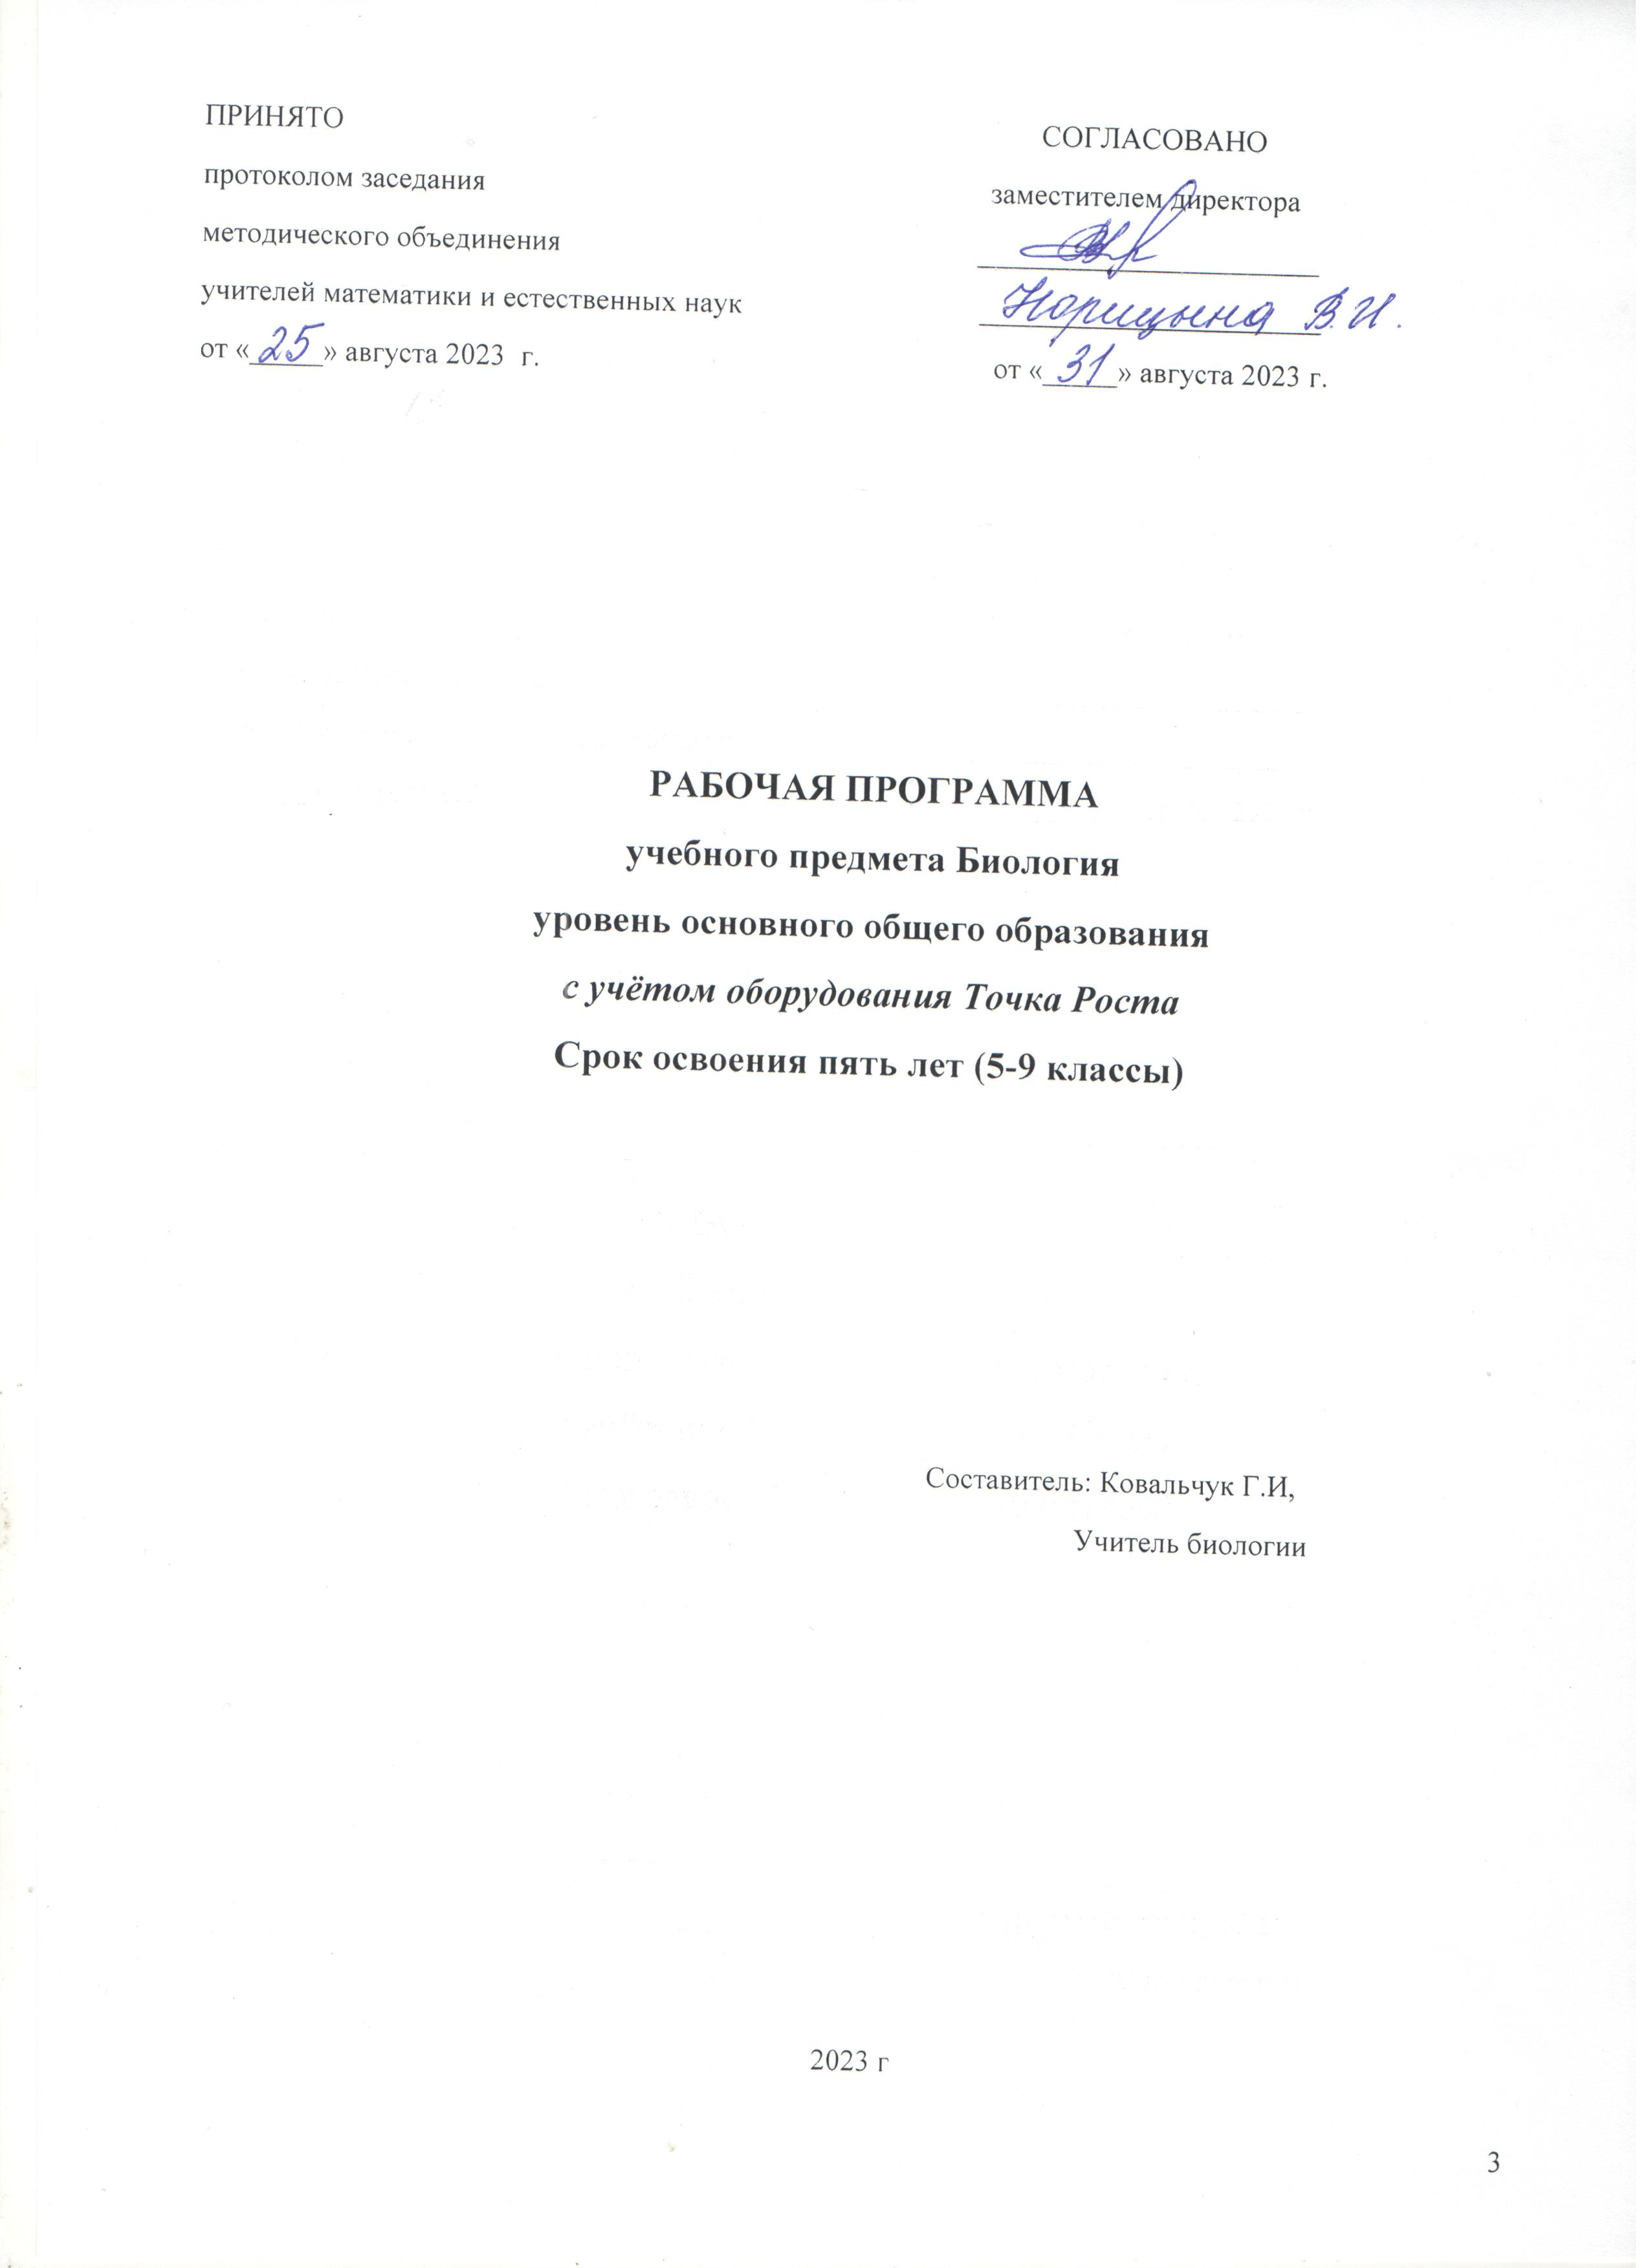 ПРИНЯТО
протоколом заседания
методического объединения
учителей математики и естественных наук
от «25» августа 2023 г.
СОГЛАСОВАНО
заместителем директора
Норицына В.И.
от «31» августа 2023 г.
РАБОЧАЯ ПРОГРАММА
учебного предмета Биология
уровень основного общего образования
с учётом оборудования Точка Роста
Срок освоения пять лет (5-9 классы)
Составитель: Ковальчук Г.И,
Учитель биологии
2023 г
3